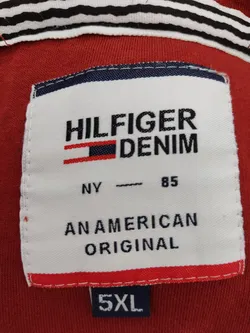 HILFIGER
DENIM
NY — 85
AN AMERICAN
ORIGINAL
5XL